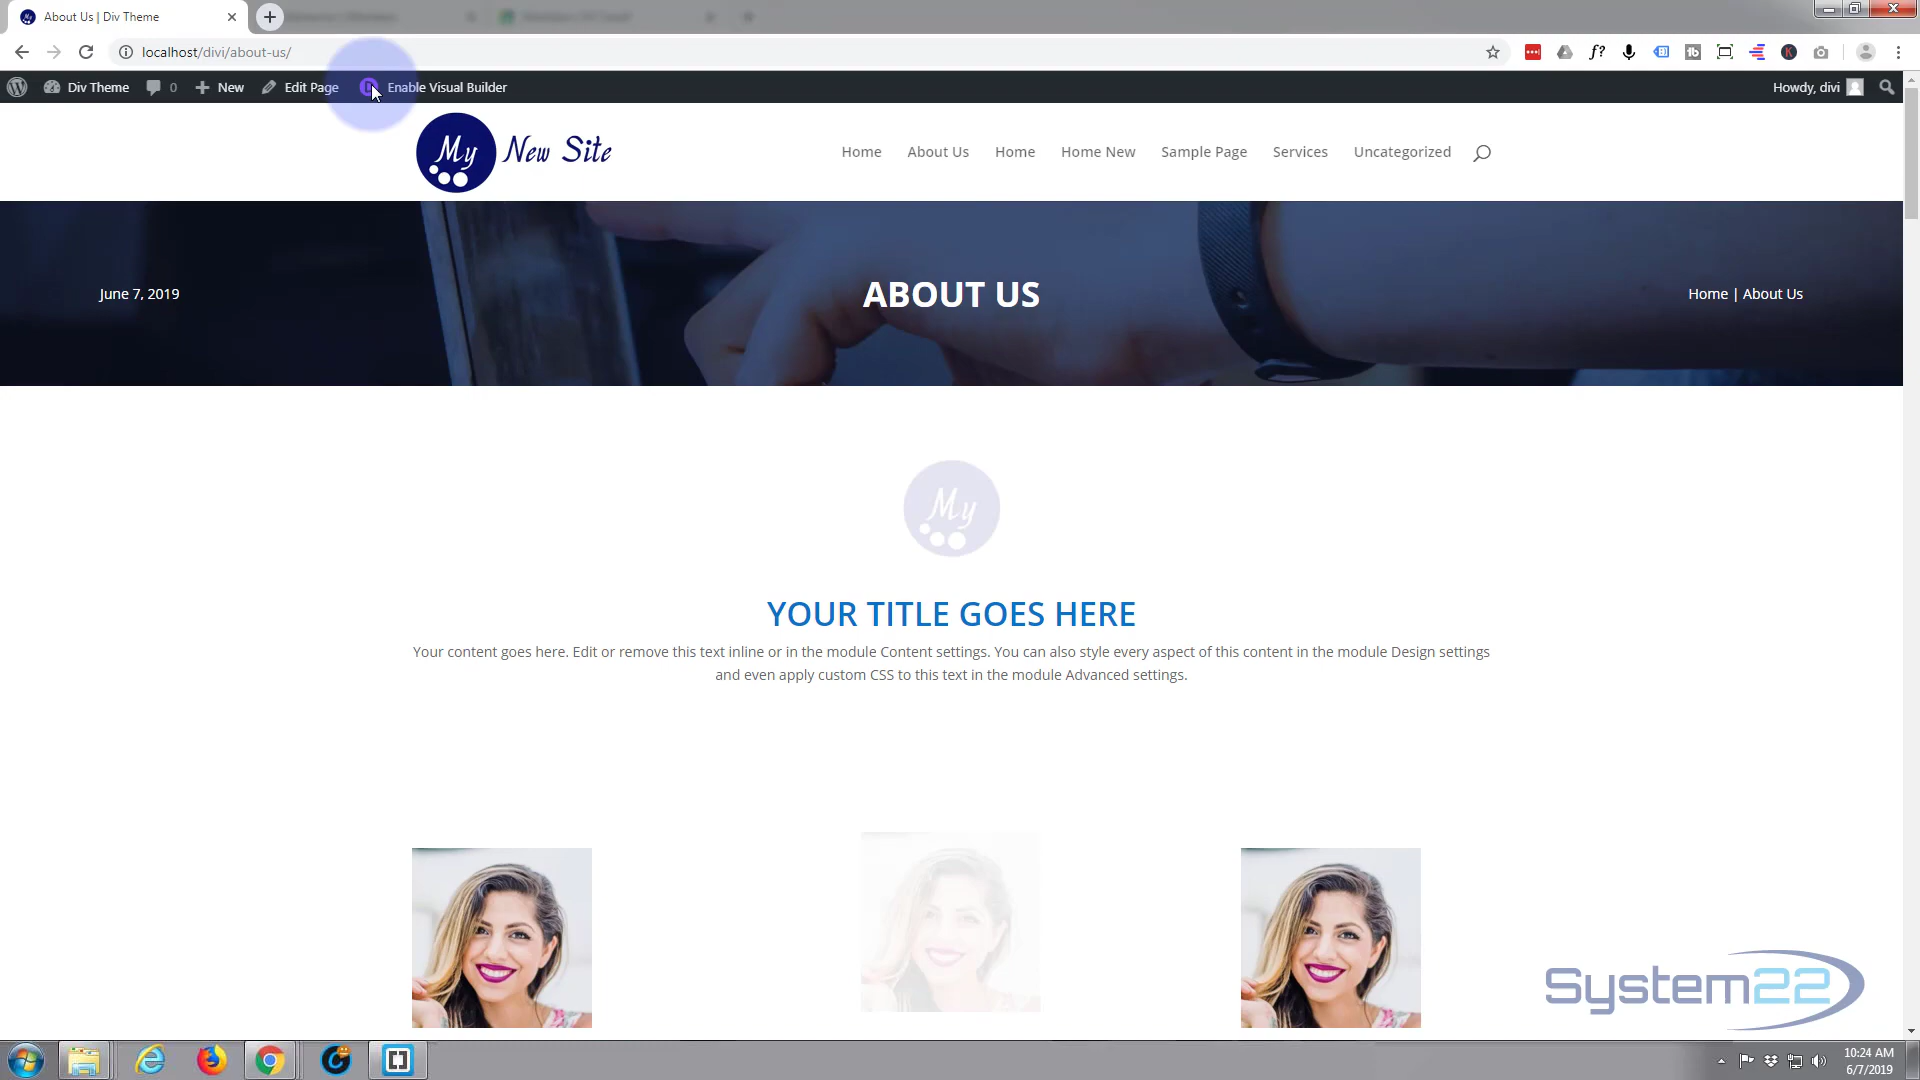 About Us | Div Theme
localhost/divi/about-us/
Div Theme 0 New Edit Page Enable Visual Builder Howdy, divi
My New Site
Home About Us Home Home New Sample Page Services Uncategorized
June 7, 2019
ABOUT US
Home | About Us
My
YOUR TITLE GOES HERE
Your content goes here. Edit or remove this text inline or in the module Content settings. You can also style every aspect of this content in the module Design settings
and even apply custom CSS to this text in the module Advanced settings.
System22
10:24 AM
6/7/2019